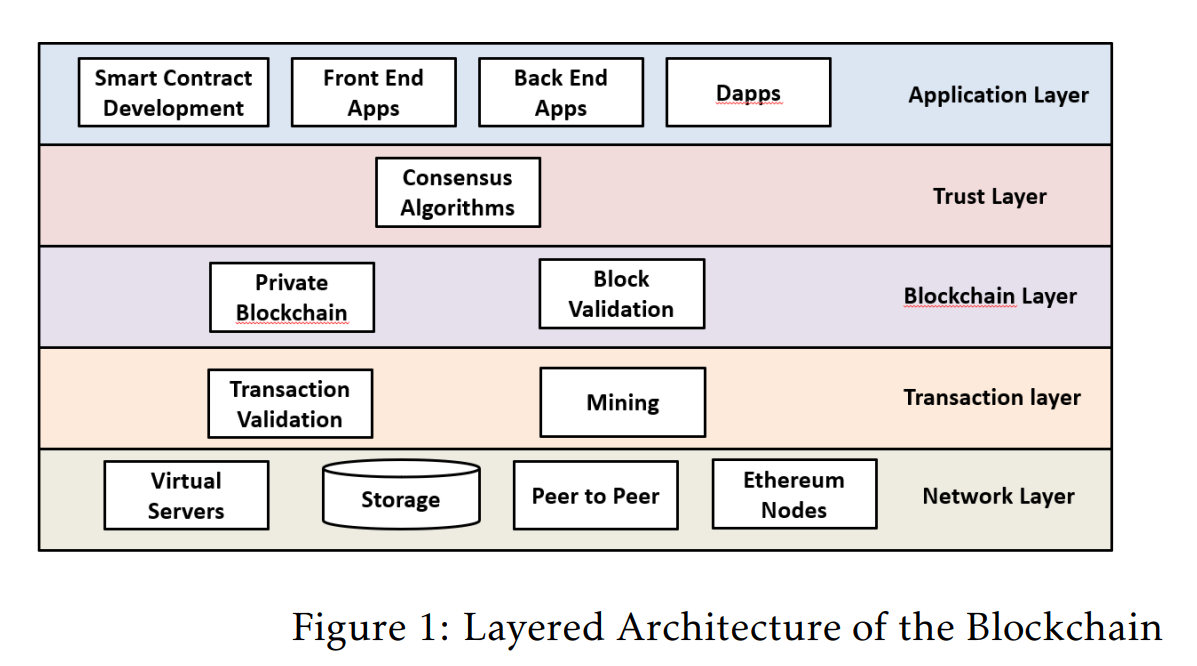 Smart Contract
Development
Front End
Apps
Back End
Apps
Dapps
Application Layer
Consensus
Algorithms
Trust Layer
Private
Blockchain
Block
Validation
Blockchain Layer
Transaction
Validation
Mining
Transaction layer
Virtual
Servers
Storage
Peer to Peer
Ethereum
Nodes
Network Layer
Figure 1: Layered Architecture of the Blockchain